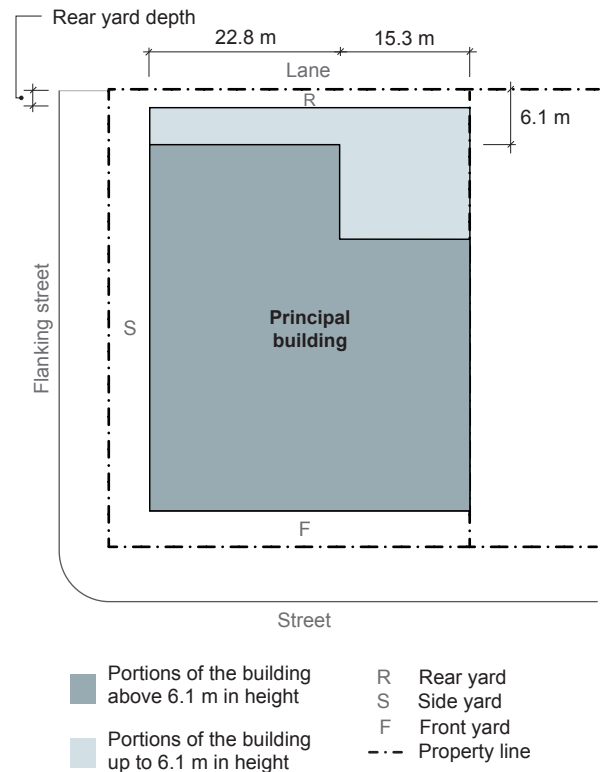 Rear yard depth
22.8 m
15.3 m
Lane
R
6.1 m
Flanking street
S
Principal
building
F
Street
Portions of the building
above 6.1 m in height
Portions of the building
up to 6.1 m in height
R Rear yard
S Side yard
F Front yard
Property line